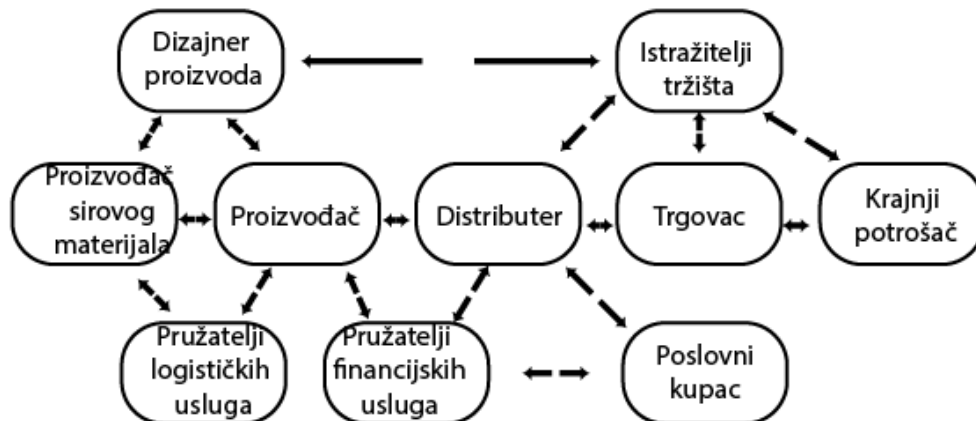 Dizajner
proizvoda
Istražitelji
tržišta
Proizvođač
sirovog
materijala
Proizvođač
Distributer
Trgovac
Krajnji
potrošač
Pružatelji
logističkih
usluga
Pružatelji
financijskih
usluga
Poslovni
kupac